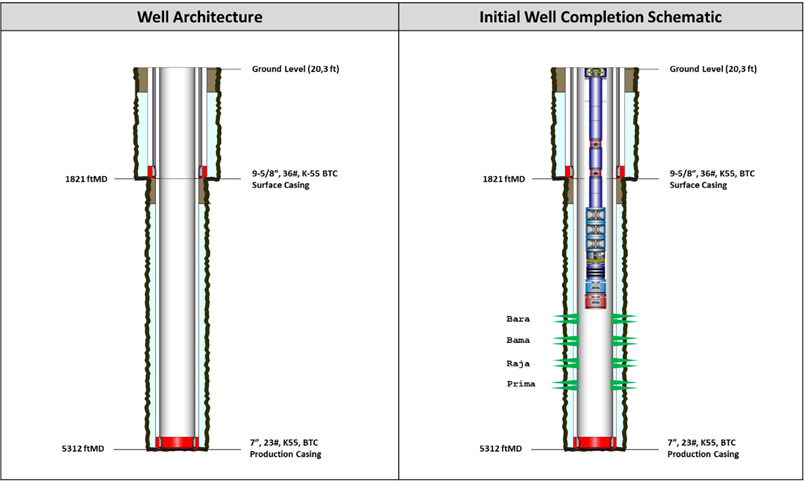 Well Architecture
Initial Well Completion Schematic
Ground Level (20,3 ft)
1821 ftMD
9-5/8”, 36#, K-55 BTC
Surface Casing
5312 ftMD
7”, 23#, K55, BTC
Production Casing
Ground Level (20,3 ft)
1821 ftMD
9-5/8”, 36#, K55, BTC
Surface Casing
Bara
Bama
Raja
Prima
5312 ftMD
7”, 23#, K55, BTC
Production Casing